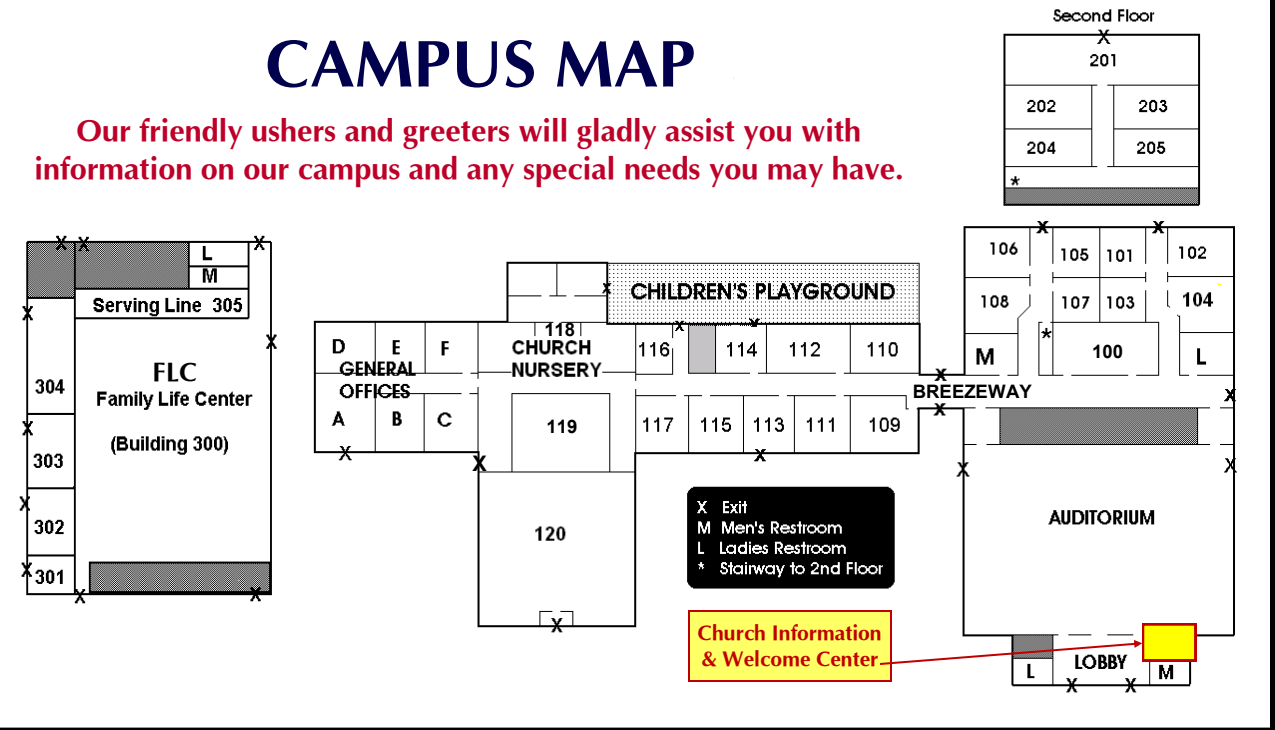 CAMPUS MAP
Our friendly ushers and greeters will gladly assist you with
information on our campus and any special needs you may have.
Second Floor
X
201
202 203
204 205
*
X X X
L
M
Serving Line 305
X
X
FLC
Family Life Center
(Building 300)
304
X
303
X
302
X
301
X X
118
CHURCH
NURSERY
X
CHILDREN'S PLAYGROUND
X X
D E F
GENERAL
OFFICES
A B C
X
X
119
120
X
116 114 112 110
117 115 113 111 109
X
X
BREEZEWAY
X
X X
106 105 101 102
108 107 103 104
*
M 100 L
X
X X
AUDITORIUM
X Exit
M Men's Restroom
L Ladies Restroom
* Stairway to 2nd Floor
Church Information
& Welcome Center
L LOBBY M
X X